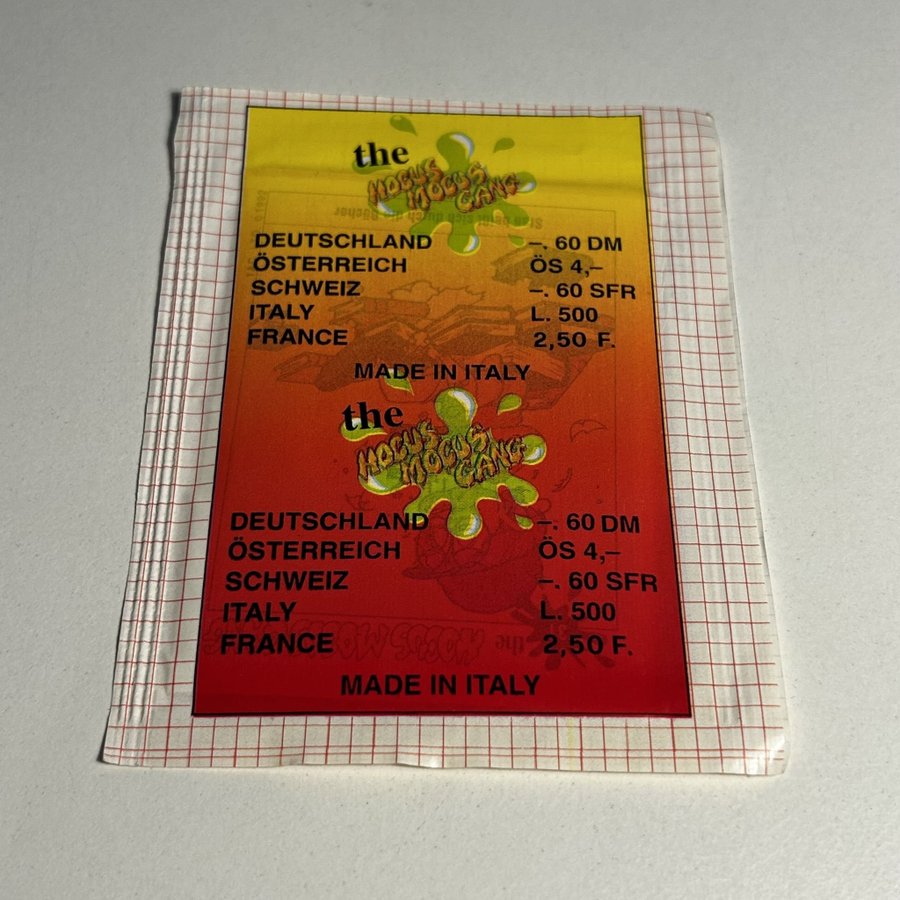 the
HOCUS
MOCUS
GANG
DEUTSCHLAND –. 60 DM
ÖSTERREICH ÖS 4,–
SCHWEIZ –. 60 SFR
ITALY L. 500
FRANCE 2,50 F.
MADE IN ITALY
the
HOCUS
MOCUS
GANG
DEUTSCHLAND –. 60 DM
ÖSTERREICH ÖS 4,–
SCHWEIZ –. 60 SFR
ITALY L. 500
FRANCE 2,50 F.
MADE IN ITALY